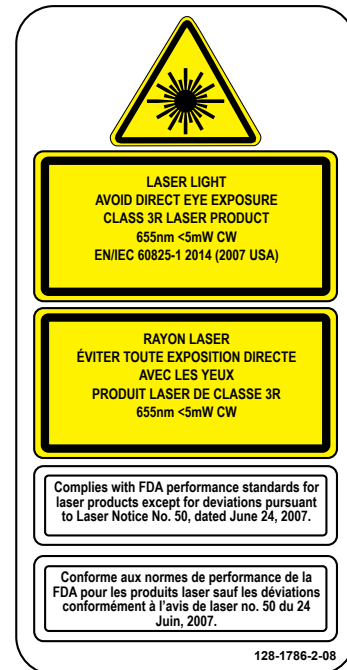 LASER LIGHT
AVOID DIRECT EYE EXPOSURE
CLASS 3R LASER PRODUCT
655nm <5mW CW
EN/IEC 60825-1 2014 (2007 USA)
RAYON LASER
ÉVITER TOUTE EXPOSITION DIRECTE
AVEC LES YEUX
PRODUIT LASER DE CLASSE 3R
655nm <5mW CW
Complies with FDA performance standards for
laser products except for deviations pursuant
to Laser Notice No. 50, dated June 24, 2007.
Conforme aux normes de performance de la
FDA pour les produits laser sauf les déviations
conformément à l'avis de laser no. 50 du 24
Juin, 2007.
128-1786-2-08